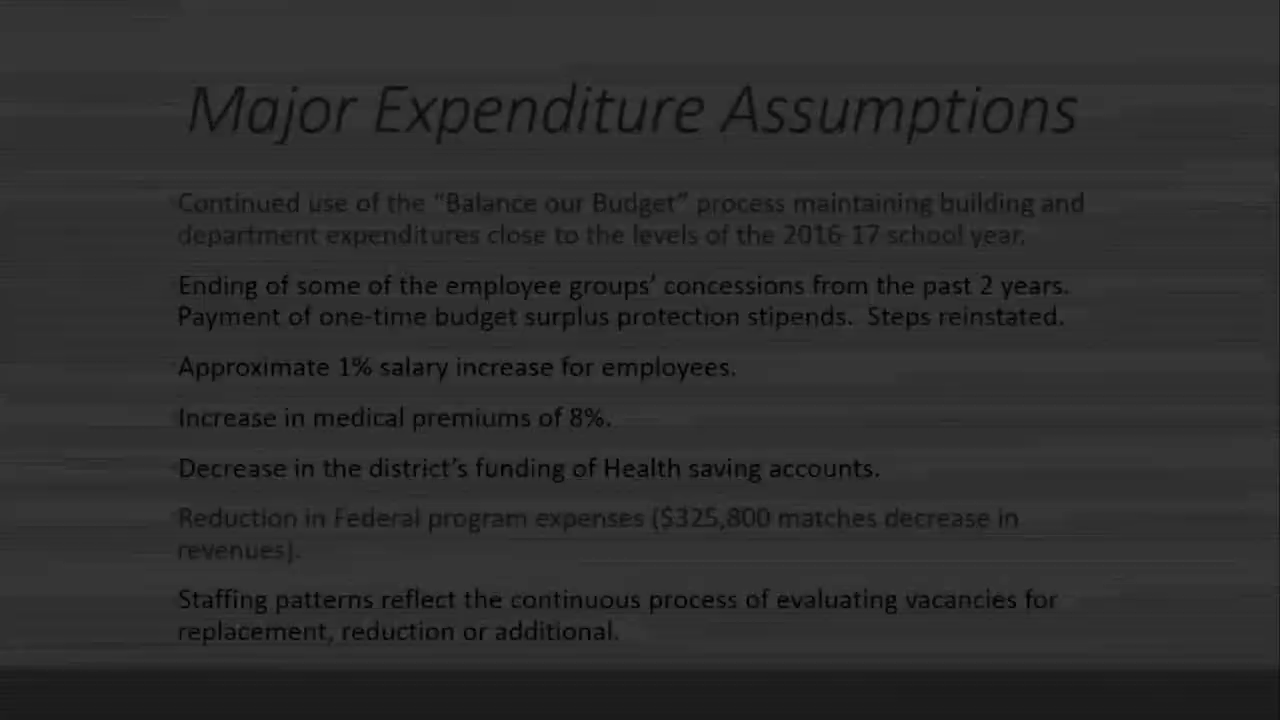 Major Expenditure Assumptions
Continued use of the “Balance our Budget” process maintaining building and
department expenditures close to the levels of the 2016-17 school year.
Ending of some of the employee groups’ concessions from the past 2 years.
Payment of one-time budget surplus protection stipends. Steps reinstated.
Approximate 1% salary increase for employees.
Increase in medical premiums of 8%.
Decrease in the district’s funding of Health saving accounts.
Reduction in Federal program expenses ($325,800 matches decrease in
revenues).
Staffing patterns reflect the continuous process of evaluating vacancies for
replacement, reduction or additional.